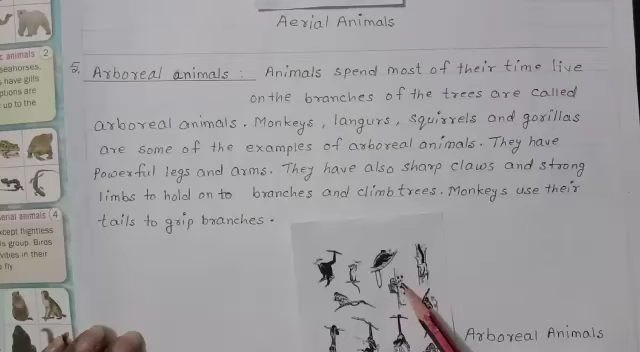 Aerial Animals
c animals 2
seahorses.
have gills
ptions are
up to the
5. Arboreal animals : Animals spend most of their time live
on the branches of the trees are called
arboreal animals. Monkeys, langurs, squirrels and gorillas
are some of the examples of arboreal animals. They have
powerful legs and arms. They have also sharp claws and strong
limbs to hold on to branches and climb trees. Monkeys use their
tails to grip branches.
erial animals 4
xcept flightless
is group. Birds
vities in their
fly
Arboreal Animals